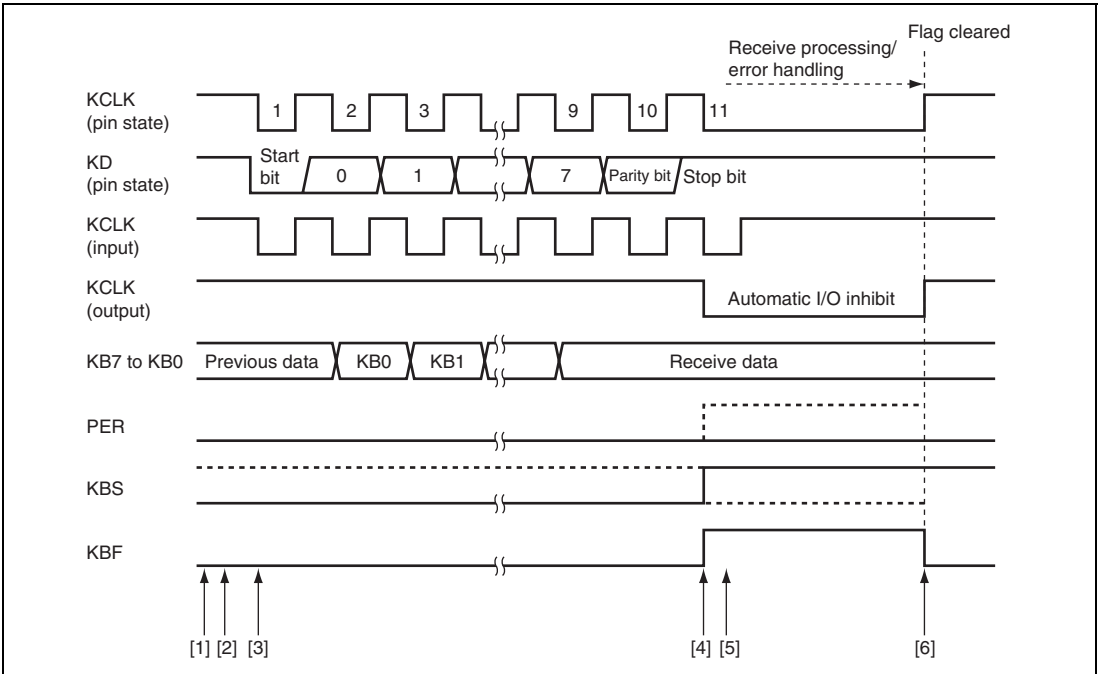 Flag cleared
Receive processing/
error handling
KCLK
(pin state)
1 2 3 9 10 11
KD
(pin state)
Start
bit
0 1 7 Parity bit Stop bit
KCLK
(input)
KCLK
(output)
Automatic I/O inhibit
KB7 to KB0
Previous data KB0 KB1 Receive data
PER
KBS
KBF
[1] [2] [3] [4] [5] [6]